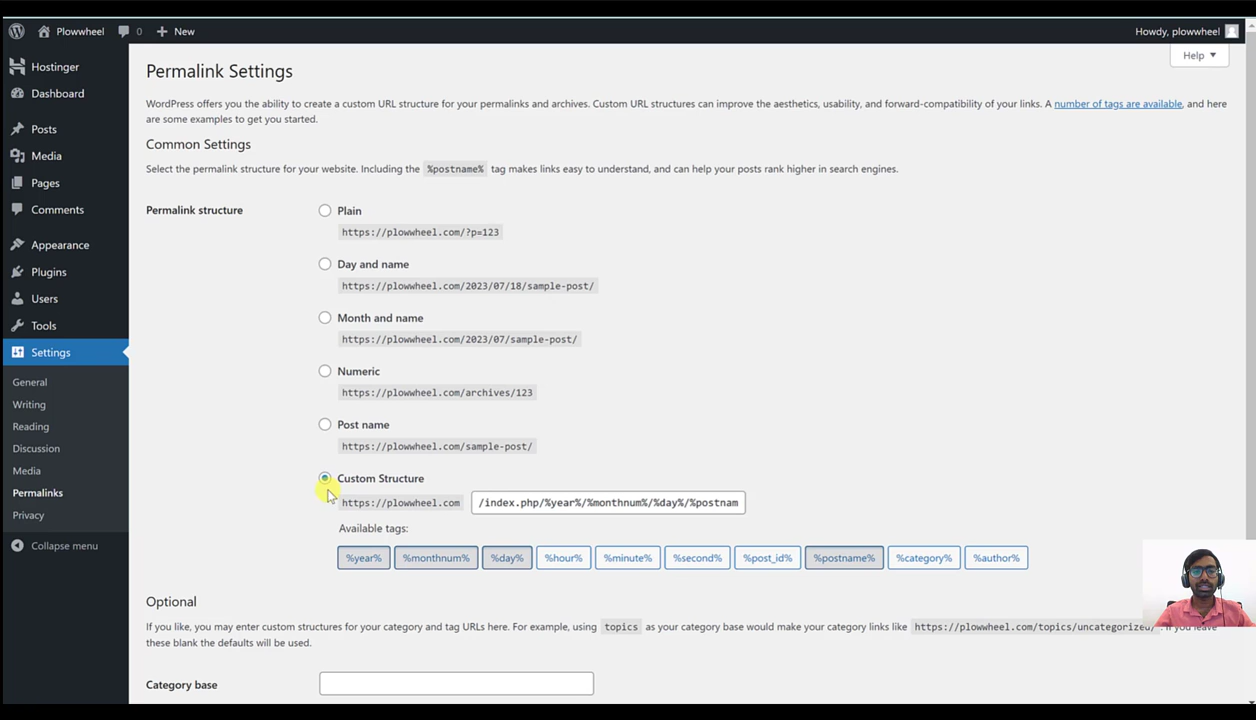 Plowwheel
0
New
Howdy, plowwheel
Hostinger
Dashboard
Posts
Media
Pages
Comments
Appearance
Plugins
Users
Tools
Settings
General
Writing
Reading
Discussion
Media
Permalinks
Privacy
Collapse menu
Help
Permalink Settings
WordPress offers you the ability to create a custom URL structure for your permalinks and archives. Custom URL structures can improve the aesthetics, usability, and forward-compatibility of your links. A number of tags are available, and here
are some examples to get you started.
Common Settings
Select the permalink structure for your website. Including the %postname% tag makes links easy to understand, and can help your posts rank higher in search engines.
Permalink structure
Plain
https://plowwheel.com/?p=123
Day and name
https://plowwheel.com/2023/07/18/sample-post/
Month and name
https://plowwheel.com/2023/07/sample-post/
Numeric
https://plowwheel.com/archives/123
Post name
https://plowwheel.com/sample-post/
Custom Structure
https://plowwheel.com /index.php/%year%/%monthnum%/%day%/%postnam
Available tags:
%year% %monthnum% %day% %hour% %minute% %second% %post_id% %postname% %category% %author%
Optional
If you like, you may enter custom structures for your category and tag URLs here. For example, using topics as your category base would make your category links like https://plowwheel.com/topics/uncategorized/ . If you leave
these blank the defaults will be used.
Category base